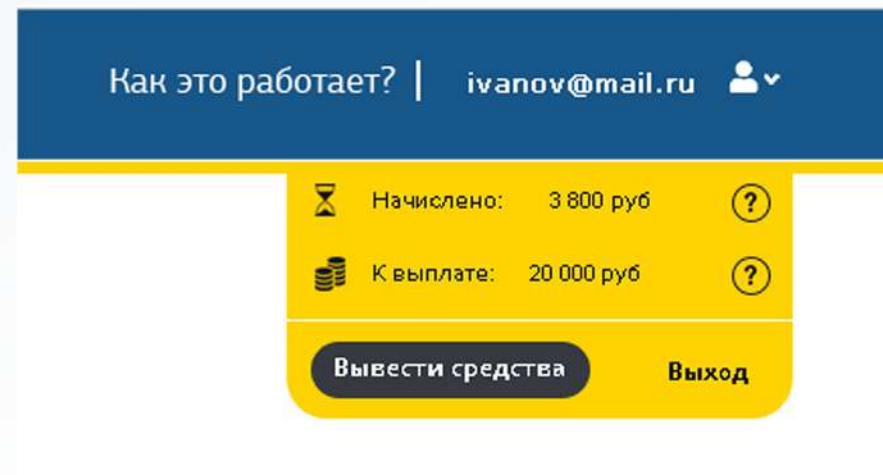 Как это работает? | ivanov@mail.ru
Начислено: 3 800 руб ?
К выплате: 20 000 руб ?
Вывести средства Выход